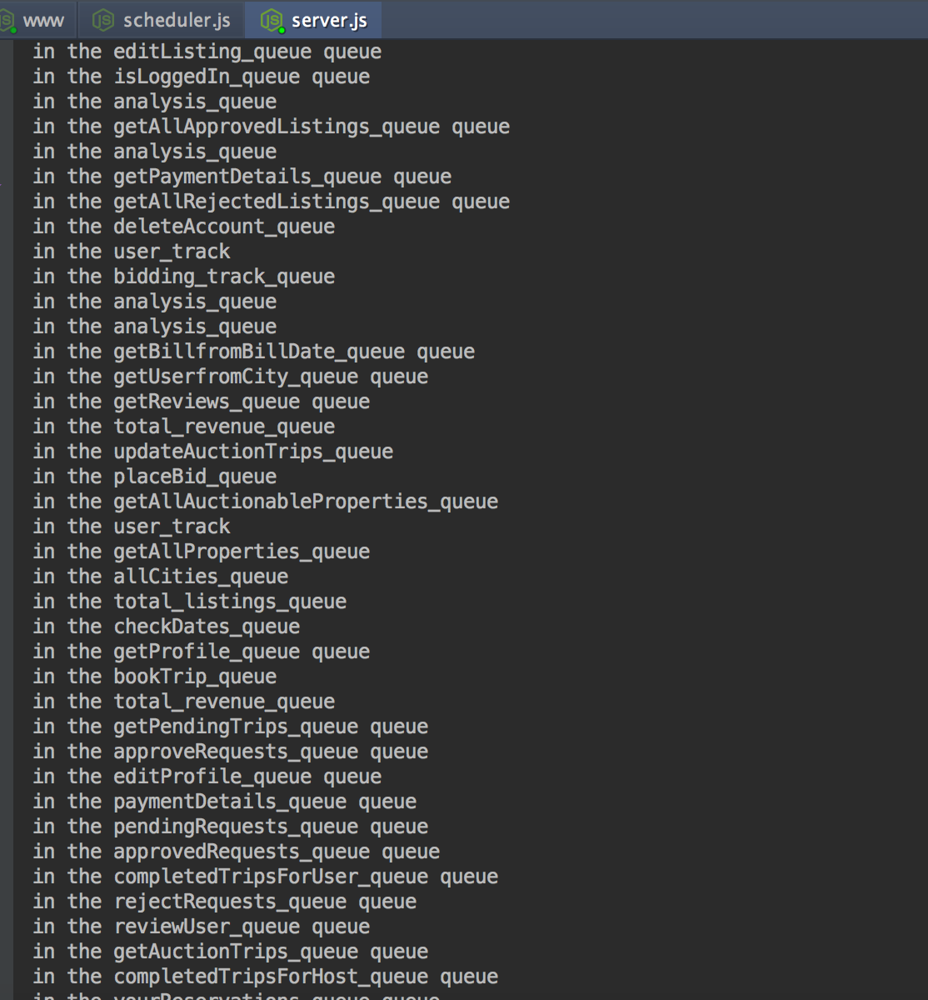 www scheduler.js server.js
in the editListing_queue queue
in the isLoggedIn_queue queue
in the analysis_queue
in the getAllApprovedListings_queue queue
in the analysis_queue
in the getPaymentDetails_queue queue
in the getAllRejectedListings_queue queue
in the deleteAccount_queue
in the user_track
in the bidding_track_queue
in the analysis_queue
in the analysis_queue
in the getBillfromBillDate_queue queue
in the getUserfromCity_queue queue
in the getReviews_queue queue
in the total_revenue_queue
in the updateAuctionTrips_queue
in the placeBid_queue
in the getAllAuctionableProperties_queue
in the user_track
in the getAllProperties_queue
in the allCities_queue
in the total_listings_queue
in the checkDates_queue
in the getProfile_queue queue
in the bookTrip_queue
in the total_revenue_queue
in the getPendingTrips_queue queue
in the approveRequests_queue queue
in the editProfile_queue queue
in the paymentDetails_queue queue
in the pendingRequests_queue queue
in the approvedRequests_queue queue
in the completedTripsForUser_queue queue
in the rejectRequests_queue queue
in the reviewUser_queue queue
in the getAuctionTrips_queue queue
in the completedTripsForHost_queue queue
in the yourReservations_queue queue